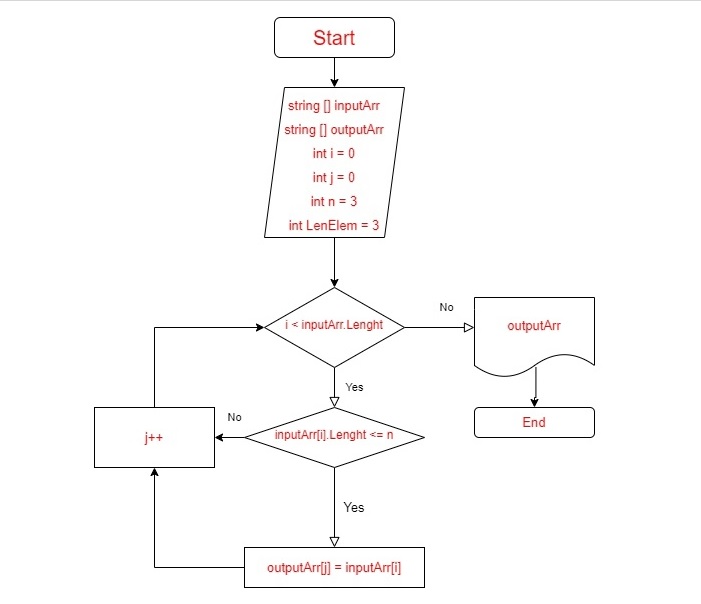 Start
string [] inputArr
string [] outputArr
int i = 0
int j = 0
int n = 3
int LenElem = 3
i < inputArr.Lenght
No
outputArr
Yes
End
No
inputArr[i].Lenght <= n
j++
Yes
outputArr[j] = inputArr[i]